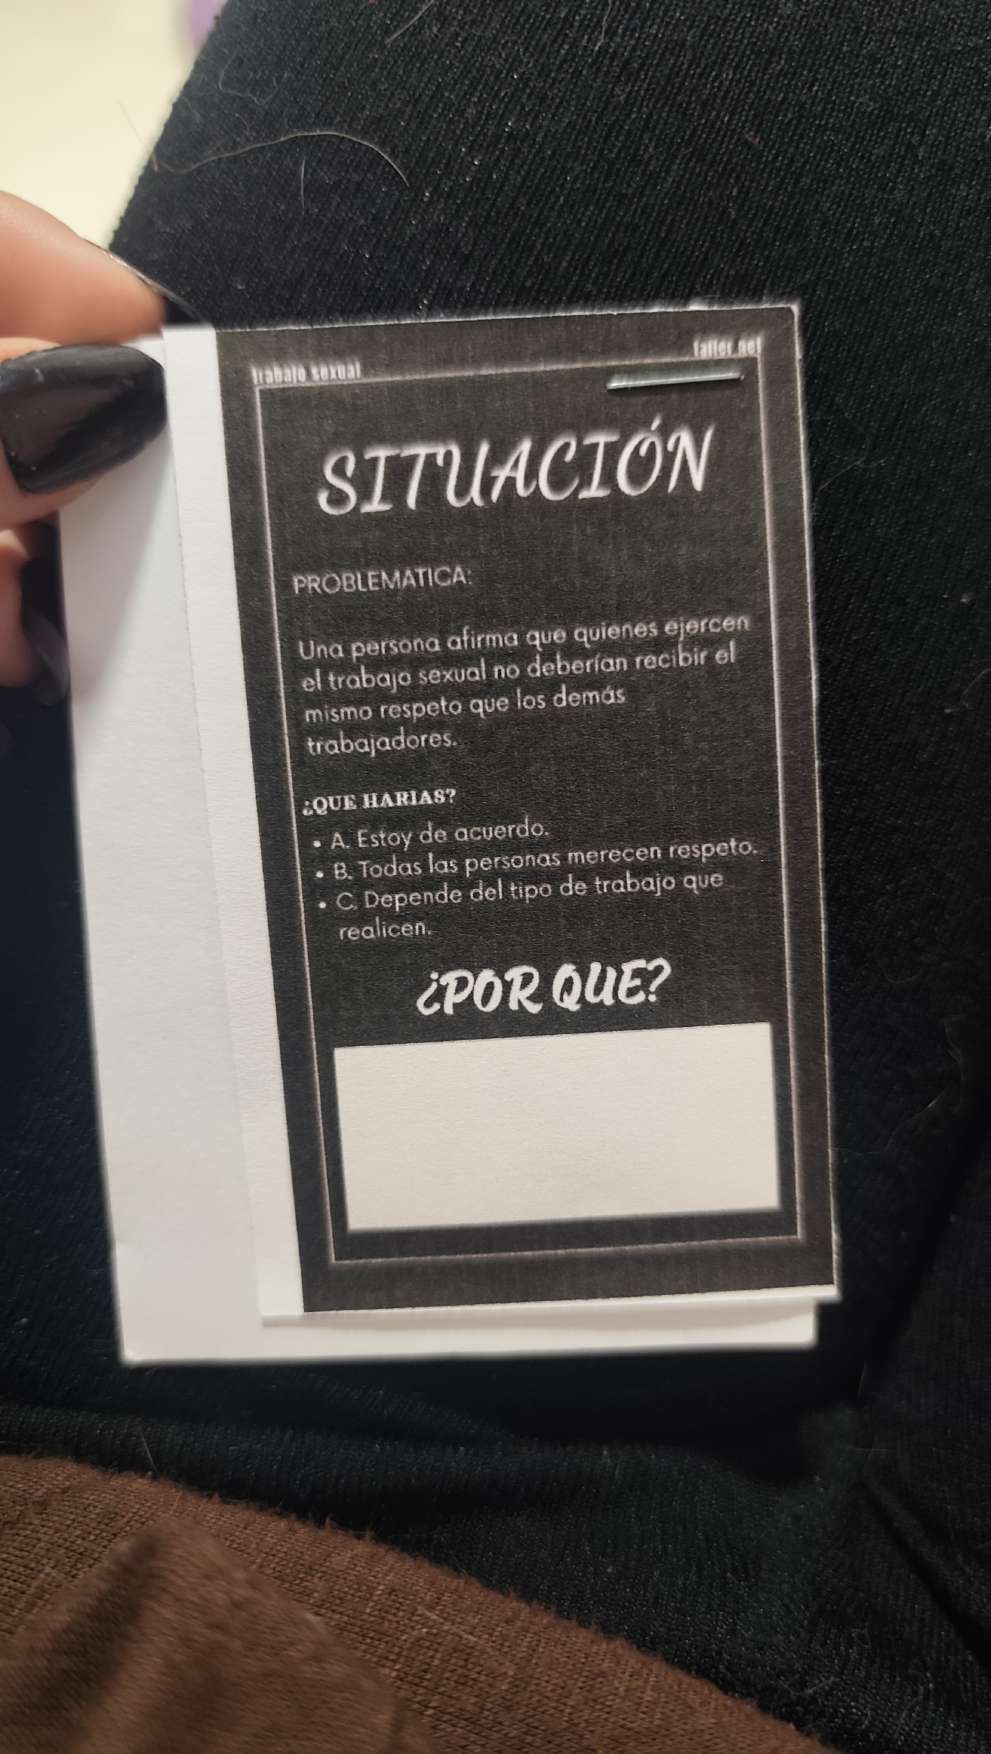 trabajo sexual
taller net
SITUACIÓN
PROBLEMATICA:
Una persona afirma que quienes ejercen
el trabajo sexual no deberían recibir el
mismo respeto que los demás
trabajadores.
¿QUE HARIAS?
• A. Estoy de acuerdo.
• B. Todas las personas merecen respeto.
• C. Depende del tipo de trabajo que
realicen.
¿POR QUE?